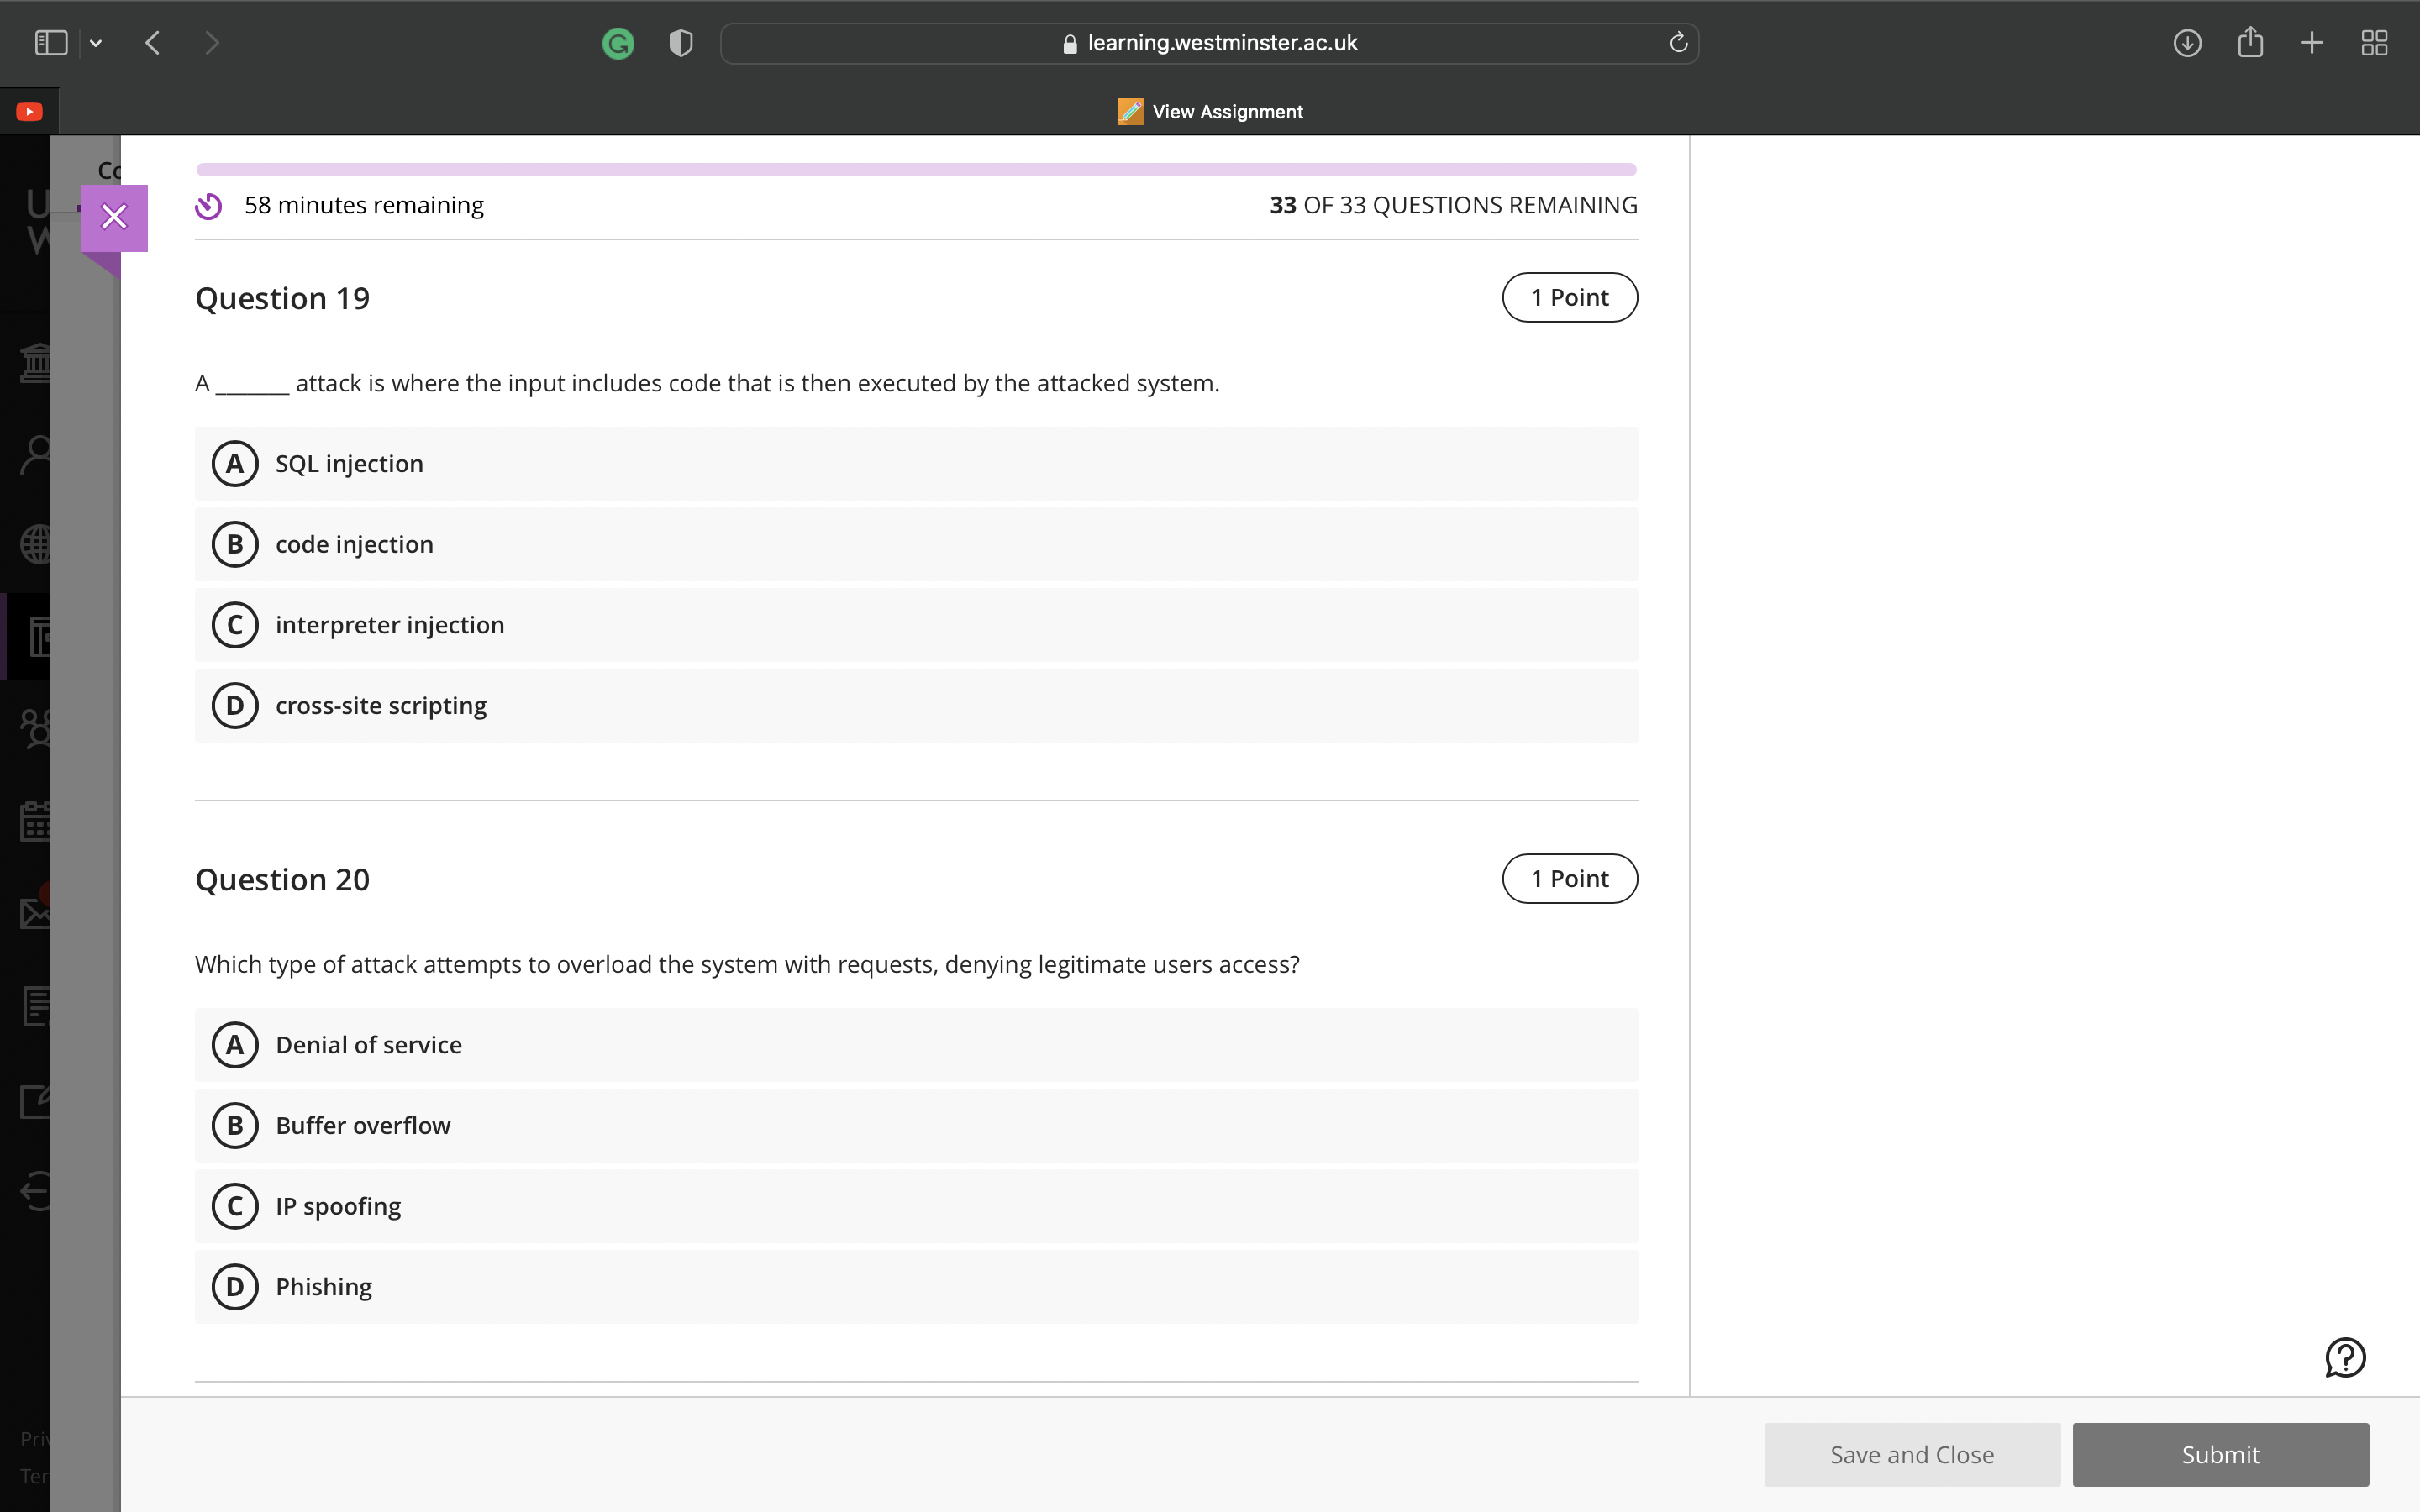 learning.westminster.ac.uk
View Assignment
Co
U
W
58 minutes remaining
33 OF 33 QUESTIONS REMAINING
Question 19
1 Point
A ______ attack is where the input includes code that is then executed by the attacked system.
A SQL injection
B code injection
C interpreter injection
D cross-site scripting
Question 20
1 Point
Which type of attack attempts to overload the system with requests, denying legitimate users access?
A Denial of service
B Buffer overflow
C IP spoofing
D Phishing
Priv
Ter
Save and Close
Submit